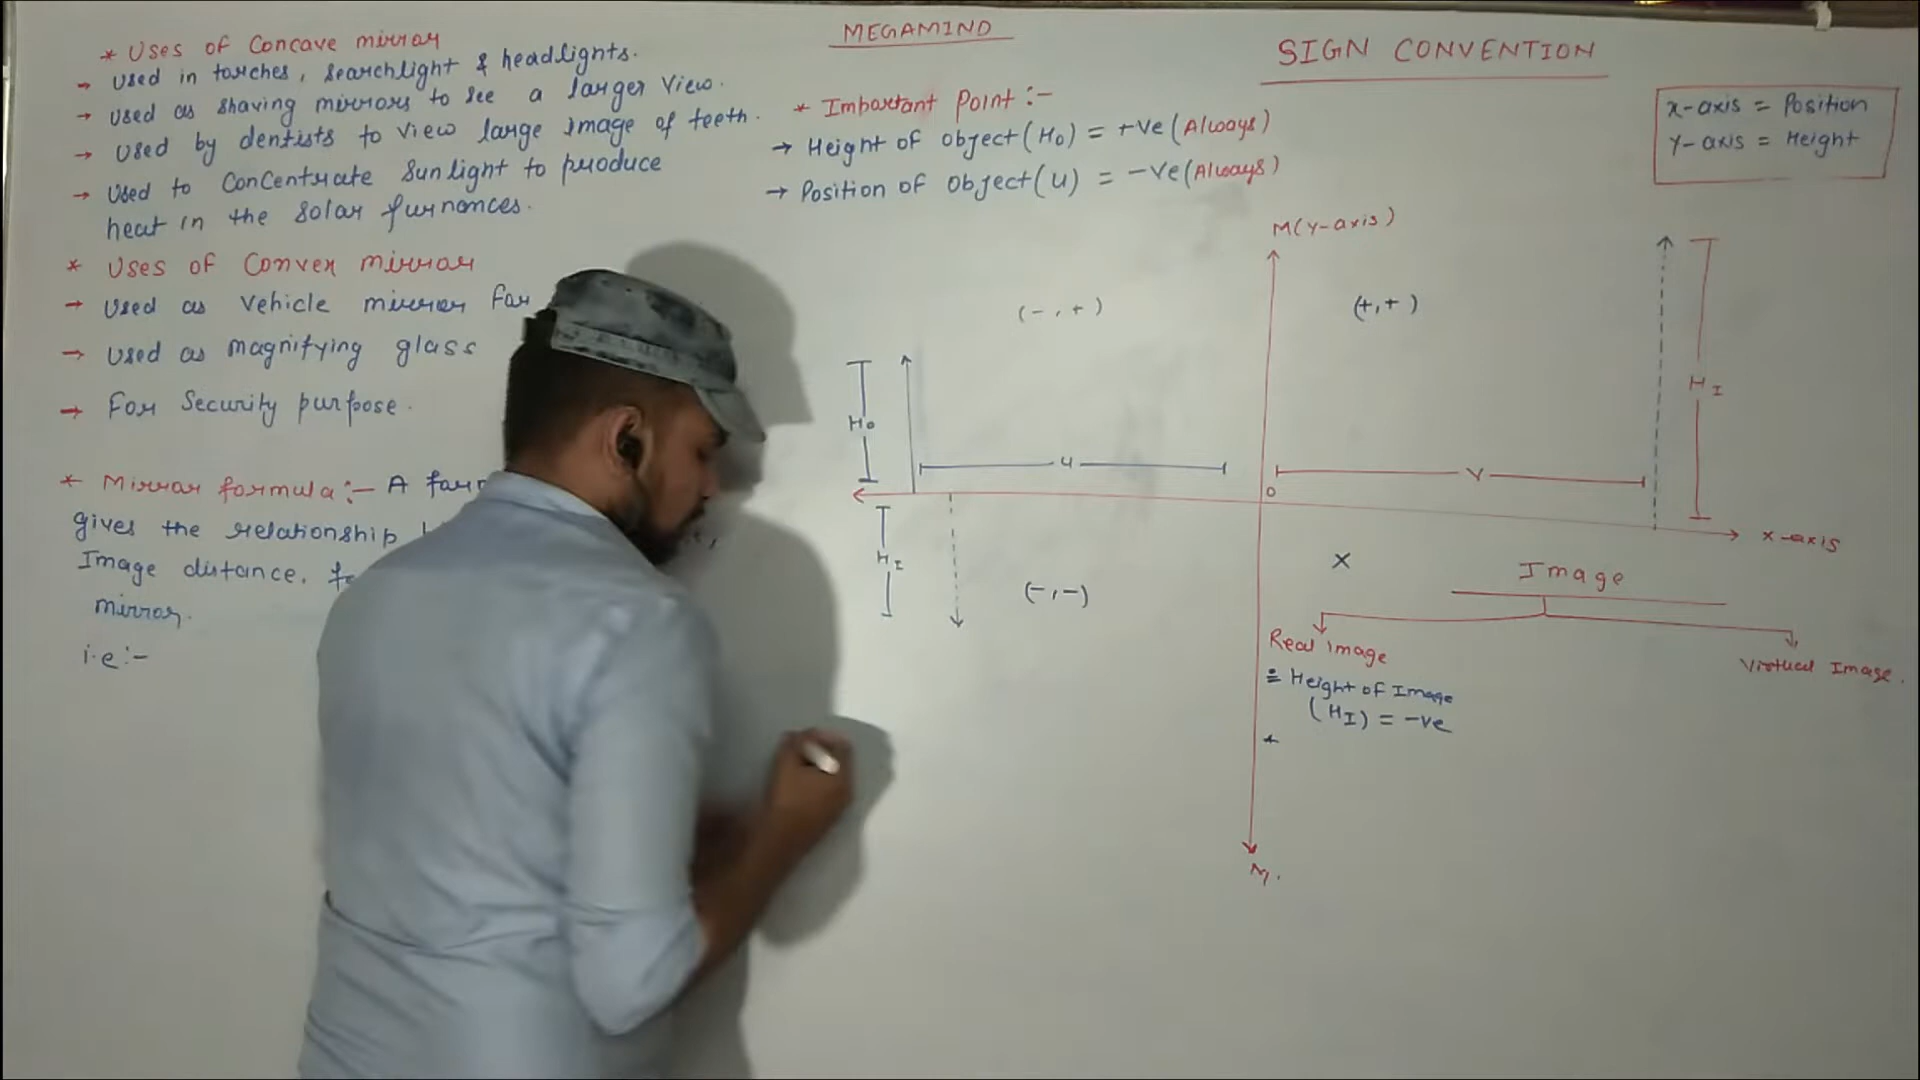 MEGAMIND
* Uses of Concave mirror
→ Used in torches, searchlight & headlights.
→ Used as shaving mirrors to see a larger view.
→ Used by dentists to view large image of teeth.
→ Used to Concentrate Sunlight to produce
heat in the solar furnances.
* Uses of Convex mirror
→ Used as vehicle mirror for
→ Used as magnifying glass
→ For Security purpose.
* Mirror formula :- A
gives the relationship
Image distance,
mirror.
i.e :-
* Imbortant Point :-
→ Height of object (Ho) = +ve (Always)
→ Position of object (u) = -ve (Always)
SIGN CONVENTION
x-axis = Position
Y-axis = Height
M (Y-axis)
(-, +)
(+, +)
Ho
u
V
HI
O
x-axis
HI
(-, -)
X
Image
Real image
Virtual Image.
= Height of Image
(HI) = -ve
M.